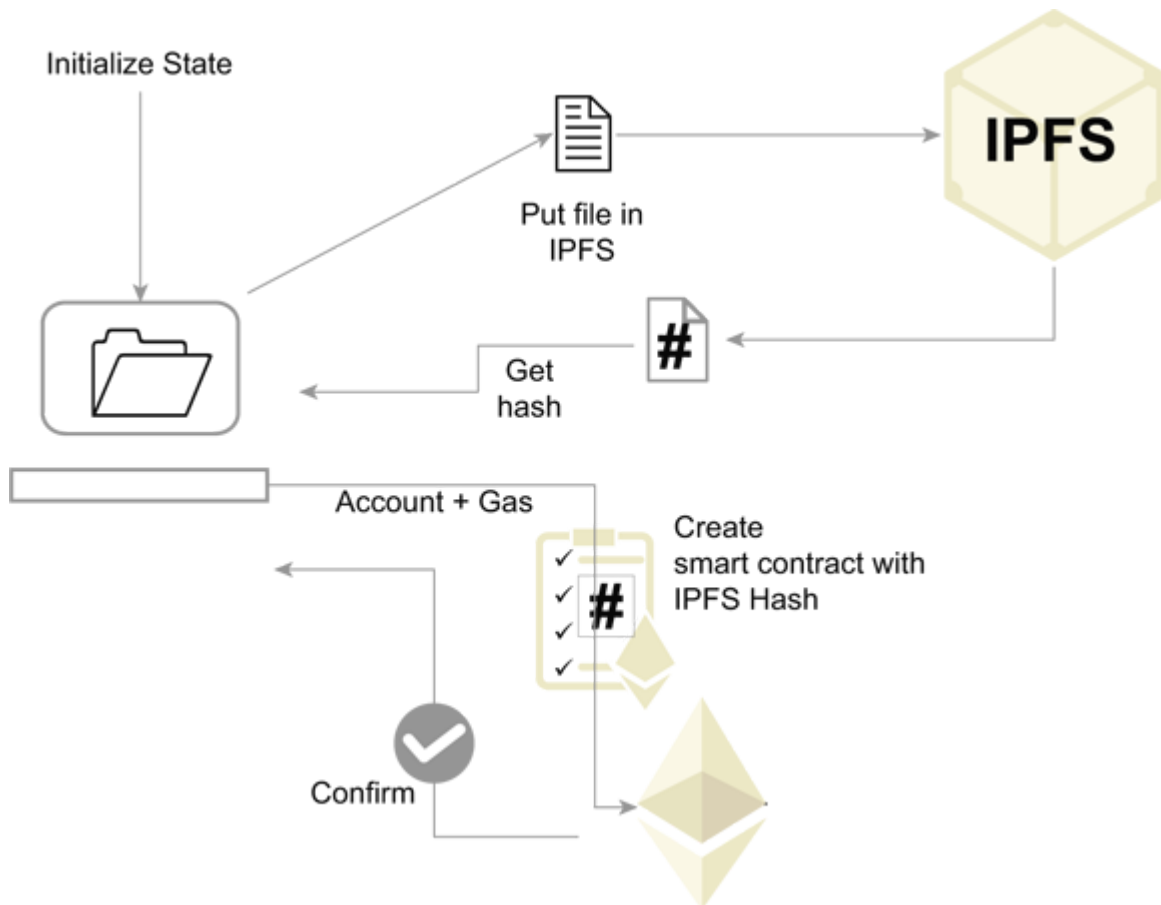 Initialize State
IPFS
Put file in
IPFS
#
Get
hash
Account + Gas
Create
smart contract with
IPFS Hash
#
Confirm